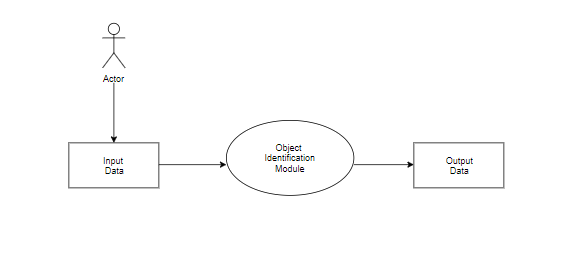 Actor
Input
Data
Object
Identification
Module
Output
Data